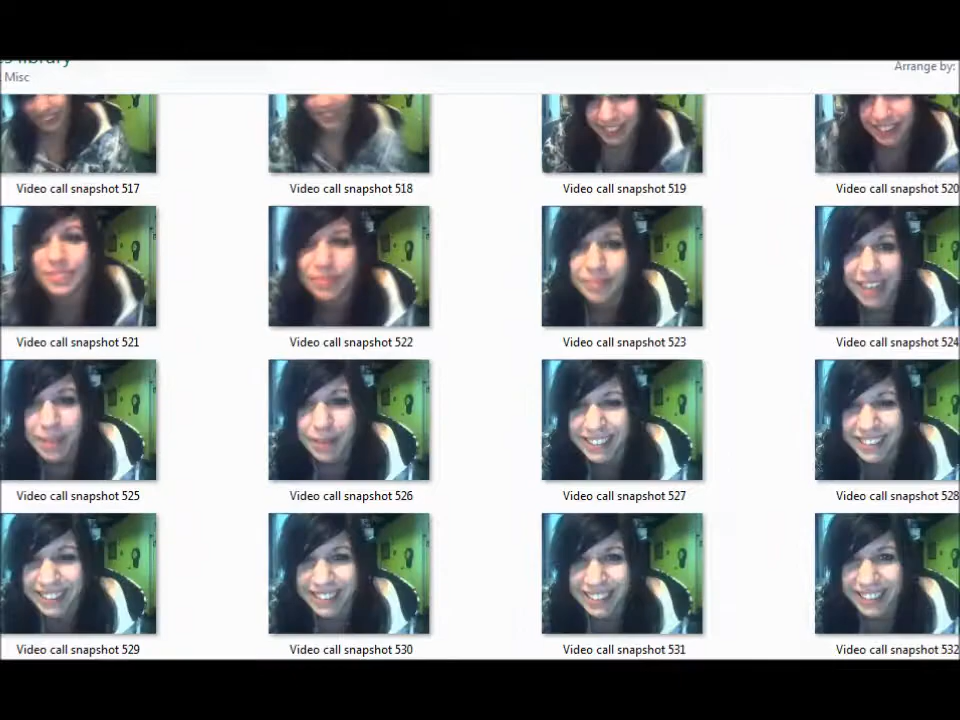 library
Misc
Arrange by:
Video call snapshot 517
Video call snapshot 518
Video call snapshot 519
Video call snapshot 520
Video call snapshot 521
Video call snapshot 522
Video call snapshot 523
Video call snapshot 524
Video call snapshot 525
Video call snapshot 526
Video call snapshot 527
Video call snapshot 528
Video call snapshot 529
Video call snapshot 530
Video call snapshot 531
Video call snapshot 532